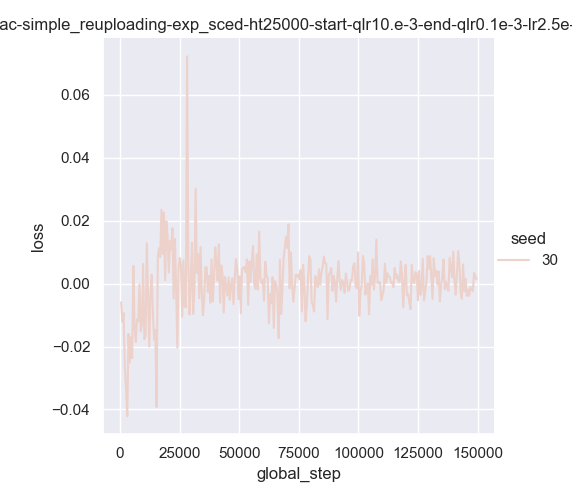 ac-simple_reuploading-exp_sced-ht25000-start-qlr10.e-3-end-qlr0.1e-3-lr2.5e-
0.06
0.04
0.02
0.00
−0.02
−0.04
loss
0 25000 50000 75000 100000 125000 150000
global_step
seed
30